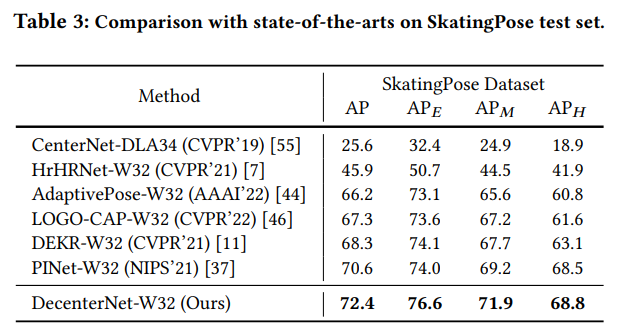 Table 3: Comparison with state-of-the-arts on SkatingPose test set.
Method SkatingPose Dataset
AP AP_E AP_M AP_H
CenterNet-DLA34 (CVPR'19) [55] 25.6 32.4 24.9 18.9
HrHRNet-W32 (CVPR'21) [7] 45.9 50.7 44.5 41.9
AdaptivePose-W32 (AAAI'22) [44] 66.2 73.1 65.6 60.8
LOGO-CAP-W32 (CVPR'22) [46] 67.3 73.6 67.2 61.6
DEKR-W32 (CVPR'21) [11] 68.3 74.1 67.7 63.1
PINet-W32 (NIPS'21) [37] 70.6 74.0 69.2 68.5
DecenterNet-W32 (Ours) 72.4 76.6 71.9 68.8